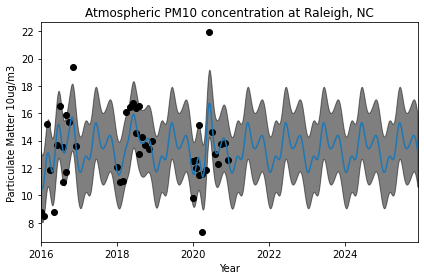 Atmospheric PM10 concentration at Raleigh, NC
Particulate Matter 10ug/m3
22
20
18
16
14
12
10
8
2016 2018 2020 2022 2024
Year